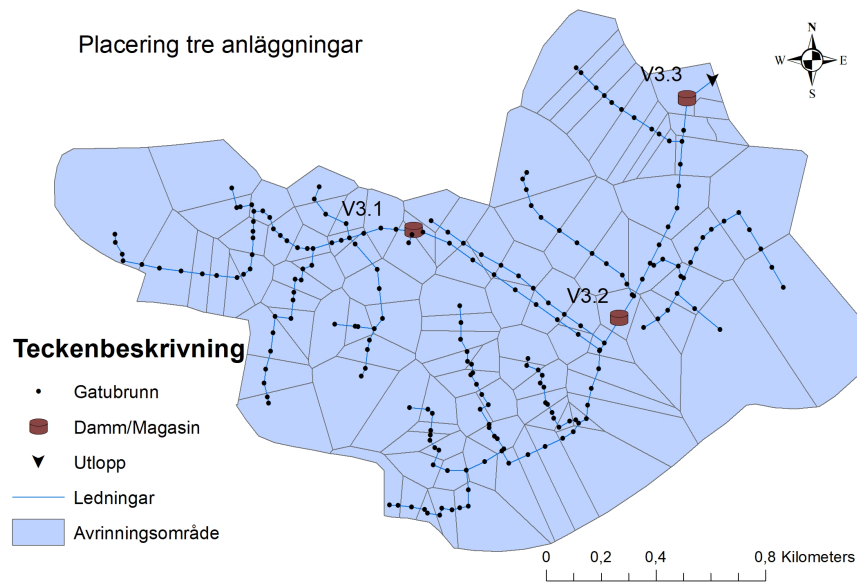 Placering tre anläggningar
N
W E
S
V3.3
V3.1
V3.2
Teckenbeskrivning
Gatubrunn
Damm/Magasin
Utlopp
Ledningar
Avrinningsområde
0 0,2 0,4 0,8 Kilometers